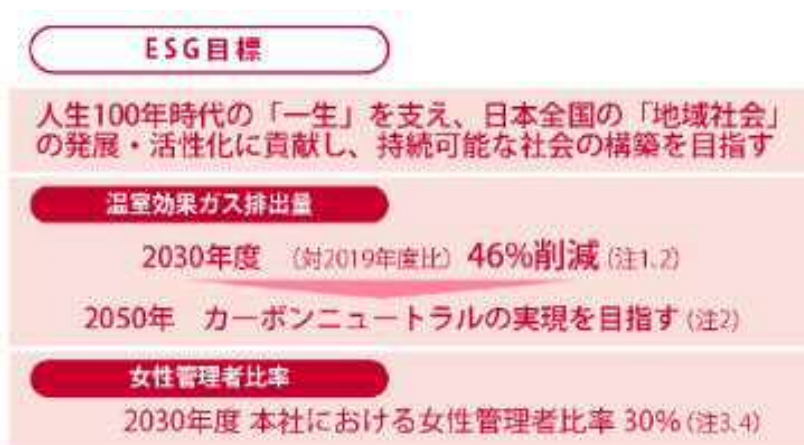 ESG目標
人生100年時代の「一生」を支え、日本全国の「地域社会」
の発展・活性化に貢献し、持続可能な社会の構築を目指す
温室効果ガス排出量
2030年度 (対2019年度比) 46%削減 (注1,2)
2050年 カーボンニュートラルの実現を目指す (注2)
女性管理者比率
2030年度 本社における女性管理者比率 30% (注3,4)